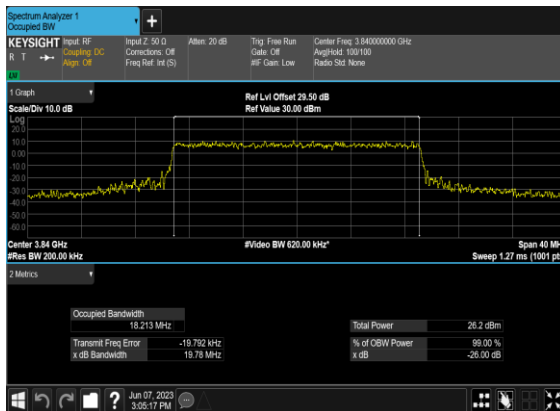 Spectrum Analyzer 1
Occupied BW
KEYSIGHT
R T
Input: RF
Coupling: DC
Align: Off
Input Z: 50 Ω
Corrections: Off
Freq Ref: Int (S)
Atten: 20 dB
Trig: Free Run
Gate: Off
#IF Gain: Low
Center Freq: 3.840000000 GHz
Avg|Hold: 100/100
Radio Std: None
1 Graph
Scale/Div 10.0 dB
Ref Lvl Offset 29.50 dB
Ref Value 30.00 dBm
Log
20.0
10.0
0.00
-10.0
-20.0
-30.0
-40.0
-50.0
-60.0
Center 3.84 GHz
#Res BW 200.00 kHz
#Video BW 620.00 kHz*
Span 40 MH
Sweep 1.27 ms (1001 pts
2 Metrics
Occupied Bandwidth
18.213 MHz
Transmit Freq Error -19.792 kHz
x dB Bandwidth 19.78 MHz
Total Power 26.2 dBm
% of OBW Power 99.00 %
x dB -26.00 dB
?
Jun 07, 2023
3:05:17 PM